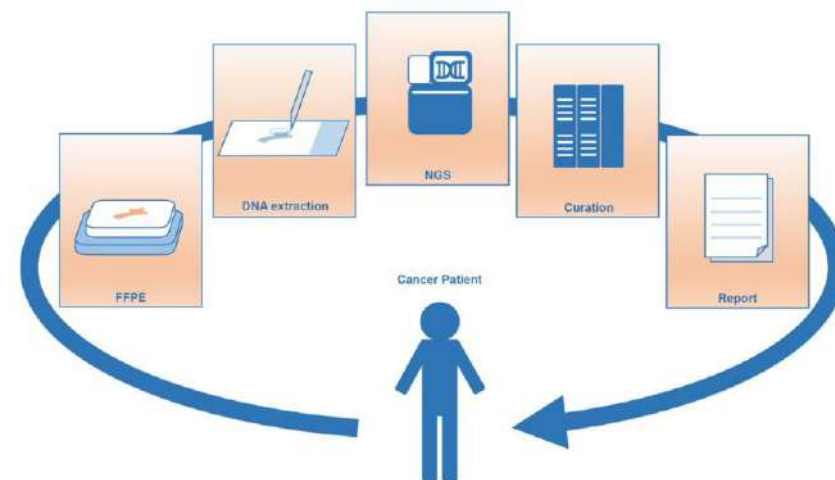 FFPE
DNA extraction
NGS
Curation
Report
Cancer Patient